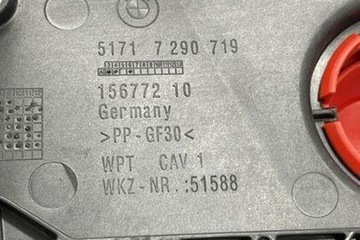 5171 7 290 719
156772 10
Germany
>PP-GF30<
WPT CAV 1
WKZ-NR.:51588